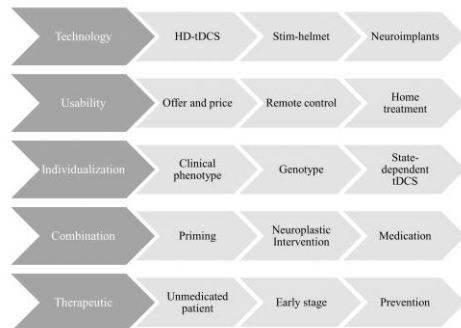 Technology
HD-tDCS
Stim-helmet
Neuroimplants
Usability
Offer and price
Remote control
Home
treatment
Individualization
Clinical
phenotype
Genotype
State-
dependent
tDCS
Combination
Priming
Neuroplastic
Intervention
Medication
Therapeutic
Unmedicated
patient
Early stage
Prevention